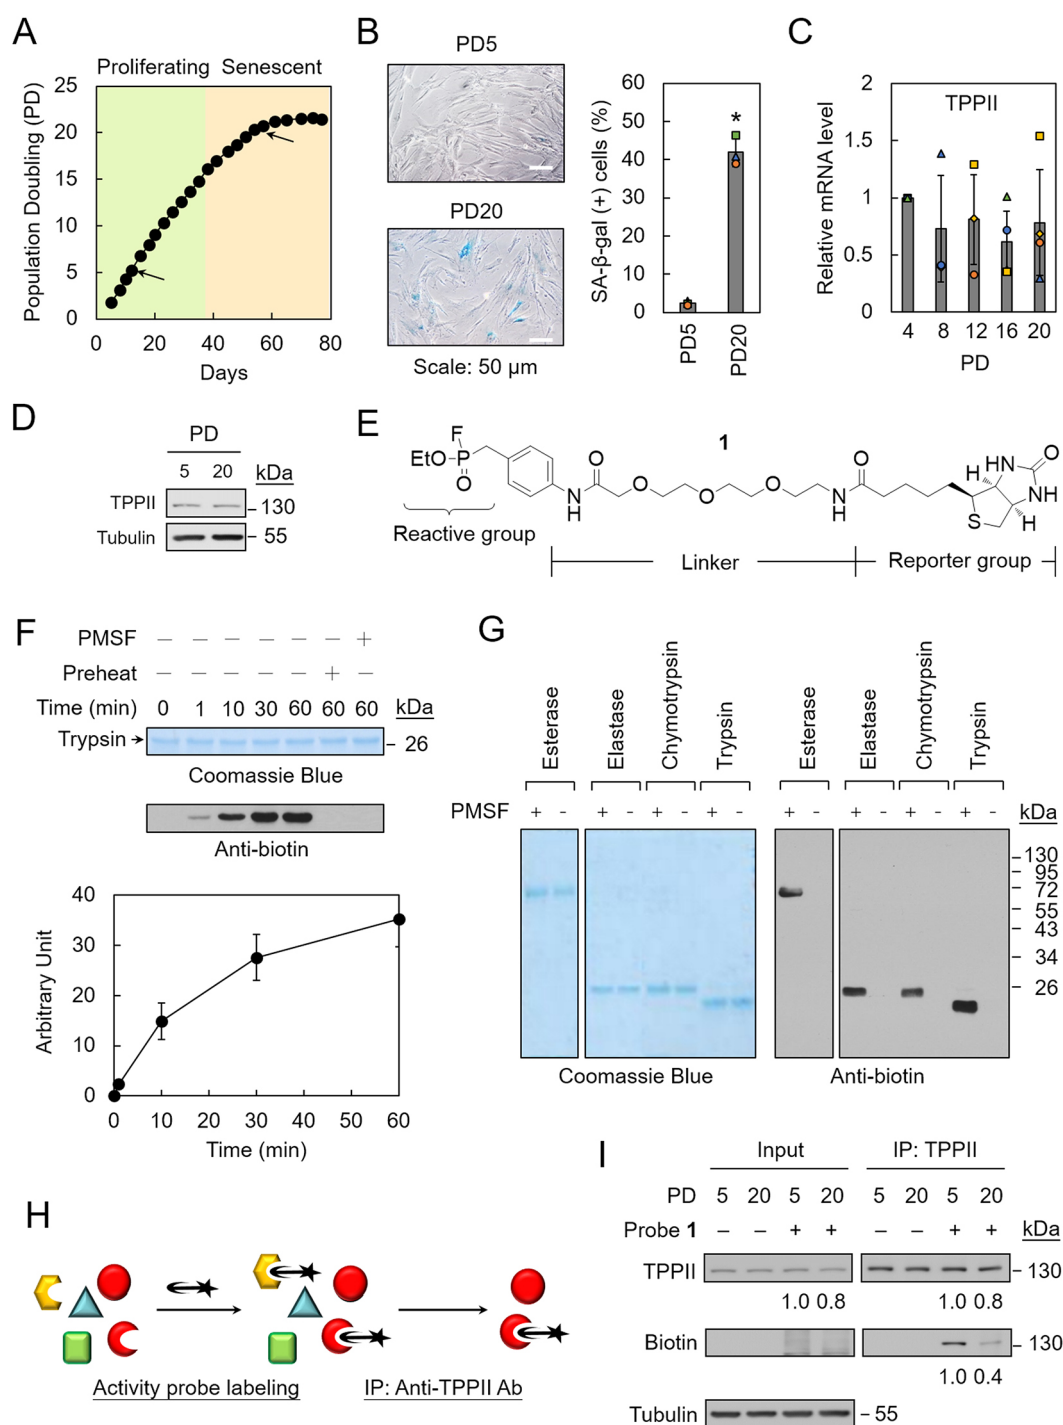 A
Proliferating Senescent
Population Doubling (PD)
25
20
15
10
5
0
0 20 40 60 80
Days
B
PD5
PD20
Scale: 50 µm
SA-β-gal (+) cells (%)
60
50
40
30
20
10
0
*
PD5
PD20
C
TPPII
Relative mRNA level
2
1.5
1
0.5
0
4 8 12 16 20
PD
D
PD
5 20 kDa
TPPII 130
Tubulin 55
E
1
F
EtO P
O
N
H
O
O
O
O
N
H
O
S
H
H
HN
NH
O
Reactive group
Linker
Reporter group
F
PMSF – – – – – – +
Preheat – – – – – + –
Time (min) 0 1 10 30 60 60 60 kDa
Trypsin 26
Coomassie Blue
Anti-biotin
Arbitrary Unit
40
30
20
10
0
0 10 20 30 40 50 60
Time (min)
G
Esterase Elastase Chymotrypsin Trypsin Esterase Elastase Chymotrypsin Trypsin
PMSF + - + - + - + - + - + - + - + - kDa
130
95
72
55
43
34
26
Coomassie Blue Anti-biotin
H
Activity probe labeling IP: Anti-TPPII Ab
I
Input IP: TPPII
PD 5 20 5 20 5 20 5 20
Probe 1 – – + + – – + + kDa
TPPII 130
1.0 0.8 1.0 0.8
Biotin 130
1.0 0.4
Tubulin 55